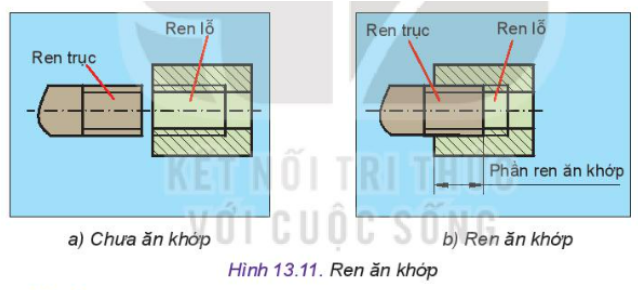 Ren lỗ
Ren trục
Ren trục
Ren lỗ
Phần ren ăn khớp
KẾT NỐI TRI THỨC
VỚI CUỘC SỐNG
a) Chưa ăn khớp
b) Ren ăn khớp
Hình 13.11. Ren ăn khớp